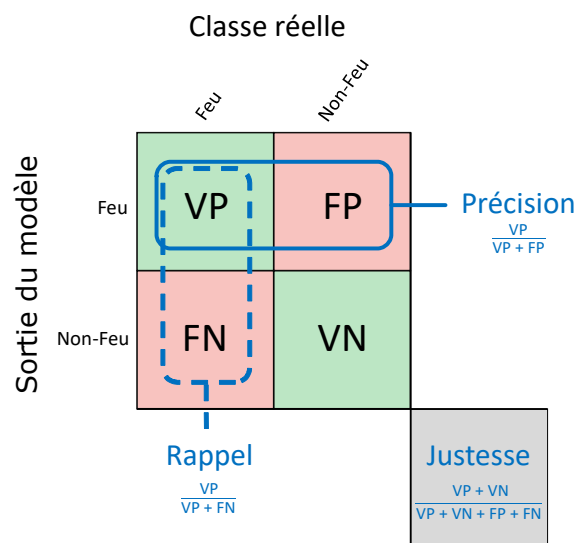 Classe réelle
Feu
Non-Feu
Sortie du modèle
Feu
VP
FP
Précision
VP
VP + FP
Non-Feu
FN
VN
Rappel
VP
VP + FN
Justesse
VP + VN
VP + VN + FP + FN